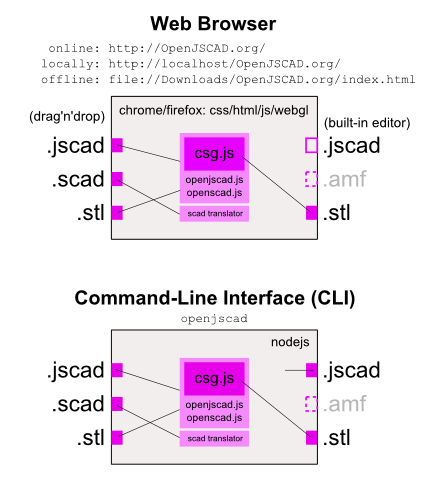 Web Browser
online: http://OpenJSCAD.org/
locally: http://localhost/OpenJSCAD.org/
offline: file://Downloads/OpenJSCAD.org/index.html
chrome/firefox: css/html/js/webgl
(drag'n'drop)
(built-in editor)
.jscad
csg.js
.jscad
.scad
openjscad.js
openscad.js
.amf
.stl
scad translator
.stl
Command-Line Interface (CLI)
openjscad
nodejs
.jscad
csg.js
.jscad
.scad
openjscad.js
openscad.js
.amf
.stl
scad translator
.stl